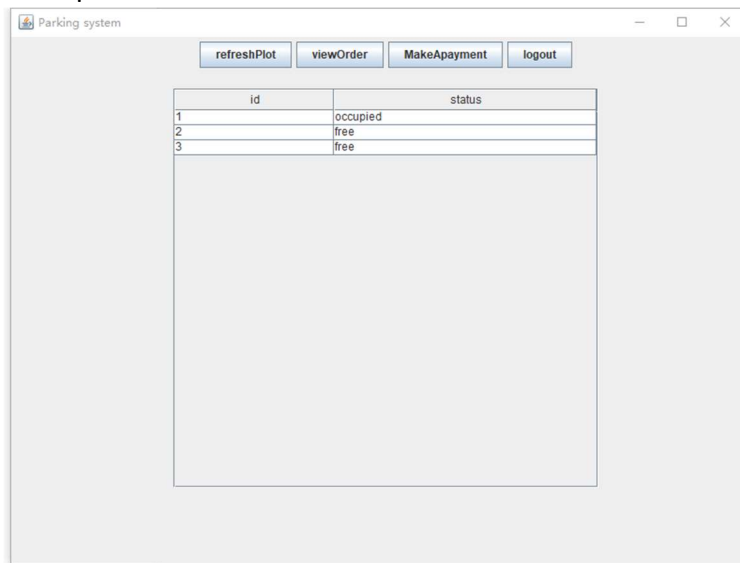 Parking system
refreshPlot viewOrder MakeApayment logout
id status
1 occupied
2 free
3 free